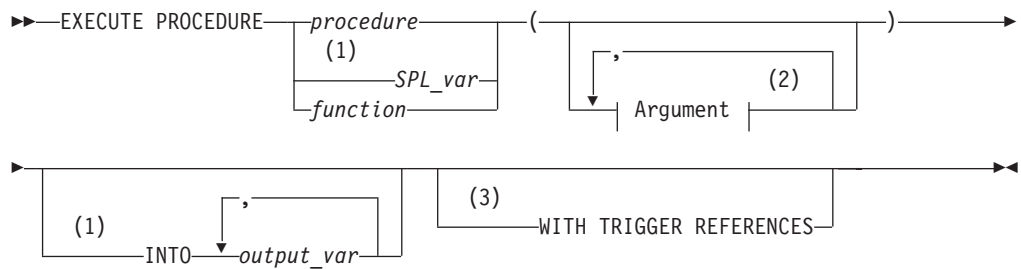 EXECUTE PROCEDURE procedure ( , )
(1) SPL_var (2)
function Argument
(1) INTO , output_var (3) WITH TRIGGER REFERENCES